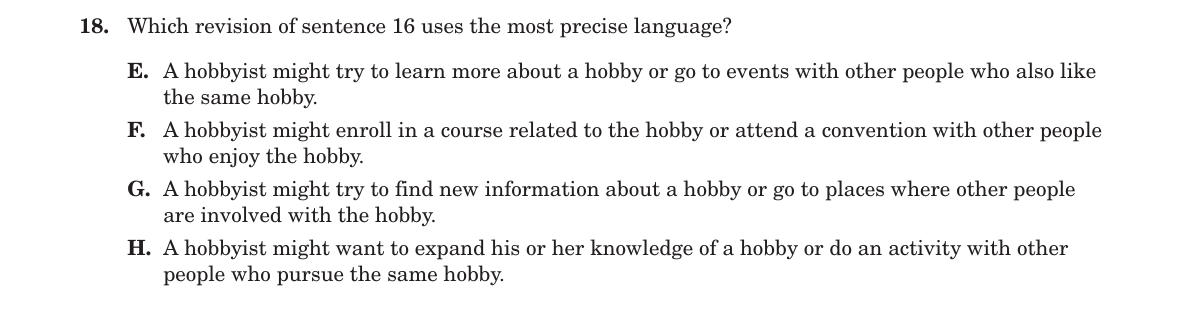 18. Which revision of sentence 16 uses the most precise language?
E. A hobbyist might try to learn more about a hobby or go to events with other people who also like
the same hobby.
F. A hobbyist might enroll in a course related to the hobby or attend a convention with other people
who enjoy the hobby.
G. A hobbyist might try to find new information about a hobby or go to places where other people
are involved with the hobby.
H. A hobbyist might want to expand his or her knowledge of a hobby or do an activity with other
people who pursue the same hobby.